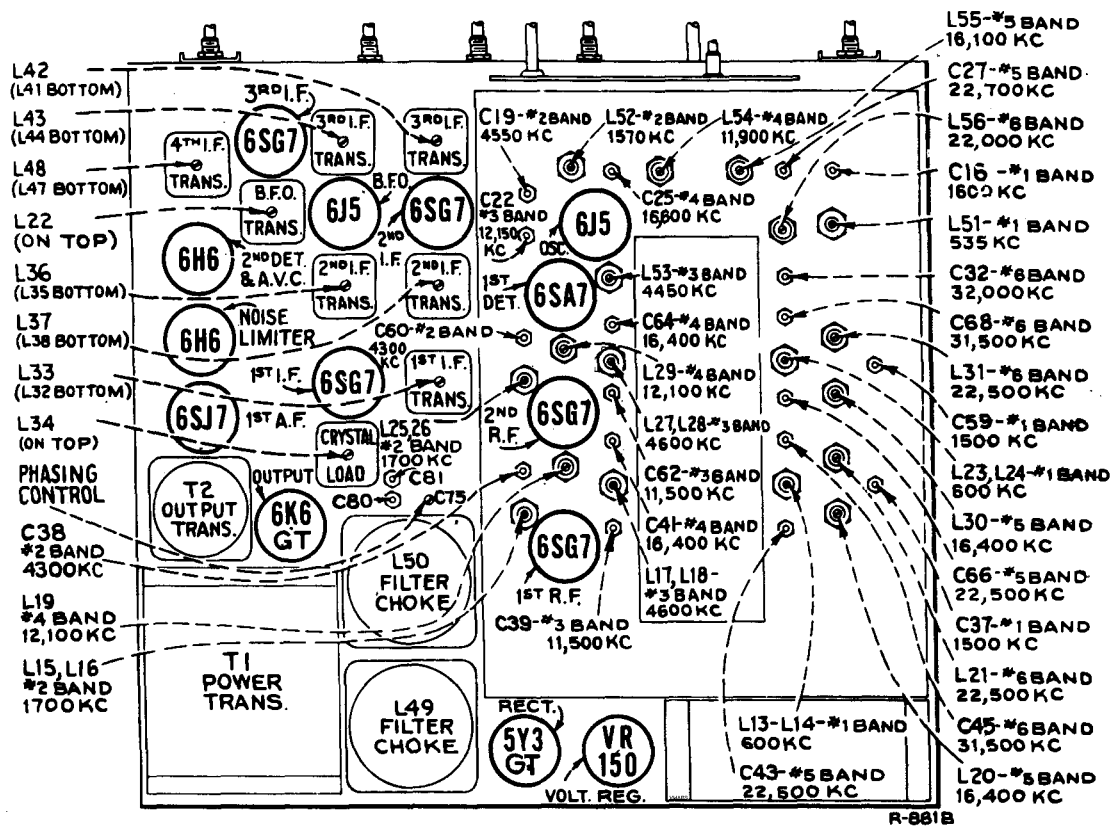 L42
(L41 BOTTOM)
L43
(L44 BOTTOM)
L48
(L47 BOTTOM)
L22
(ON TOP)
L36
(L35 BOTTOM)
L37
(L38 BOTTOM)
L33
(L32 BOTTOM)
L34
(ON TOP)
PHASING
CONTROL
C38
#2 BAND
4300KC
L19
#4 BAND
12,100KC
L15, L16
#2 BAND
1700KC
3RD I.F.
6SG7
4TH I.F.
TRANS.
3RD I.F.
TRANS.
3RD I.F.
TRANS.
B.F.O.
TRANS.
6J5
B.F.O.
6SG7
2ND
I.F.
6H6
2ND DET.
& A.V.C.
2ND I.F.
TRANS.
2ND I.F.
TRANS.
6H6
NOISE
LIMITER
1ST I.F.
6SG7
1ST I.F.
TRANS.
6SJ7
1ST A.F.
CRYSTAL
LOAD
L25,26
#2 BAND
1700KC
C81
C80
C75
T2
OUTPUT
TRANS.
OUTPUT
6K6
GT
L50
FILTER
CHOKE
T1
POWER
TRANS.
L49
FILTER
CHOKE
RECT.
5Y3
GT
VR
150
VOLT. REG.
C19-#2 BAND
4550 KC
L52-#2 BAND
1570KC
L54-#4 BAND
11,900 KC
C22
#3 BAND
12,150
KC
C25-#4 BAND
16,600 KC
6J5
OSC.
1ST
DET.
6SA7
L53-#3 BAND
4450 KC
C60-#2 BAND
4300
KC
C64-#4 BAND
16,400 KC
L29-#4 BAND
12,100 KC
2ND
R.F.
6SG7
L27, L28-#3 BAND
4600 KC
C62-#3 BAND
11,500 KC
C41-#4 BAND
16,400 KC
6SG7
1ST R.F.
L17, L18-
#3 BAND
4600 KC
C39-#3 BAND
11,500 KC
L13-L14-#1 BAND
600KC
C43-#5 BAND
22,500 KC
L55-#5 BAND
16,100 KC
C27-#5 BAND
22,700 KC
L56-#6 BAND
22,000 KC
C16 -#1 BAND
1600 KC
L51-#1 BAND
535 KC
C32-#6 BAND
32,000 KC
C68-#6 BAND
31,500 KC
L31-#6 BAND
22,500 KC
C59-#1 BAND
1500 KC
L23, L24-#1 BAND
600 KC
L30-#5 BAND
16,400 KC
C66-#5 BAND
22,500 KC
C37-#1 BAND
1500 KC
L21-#6 BAND
22,500 KC
C45-#6 BAND
31,500 KC
L20-#5 BAND
16,400 KC
R-881B